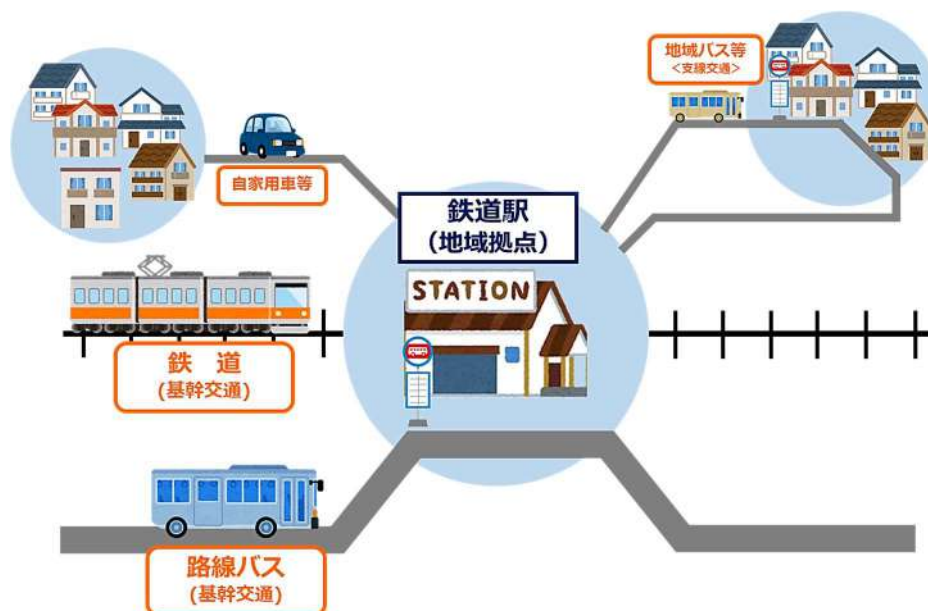 地域バス等
<支線交通>
自家用車等
鉄道駅
(地域拠点)
STATION
鉄　道
(基幹交通)
路線バス
(基幹交通)